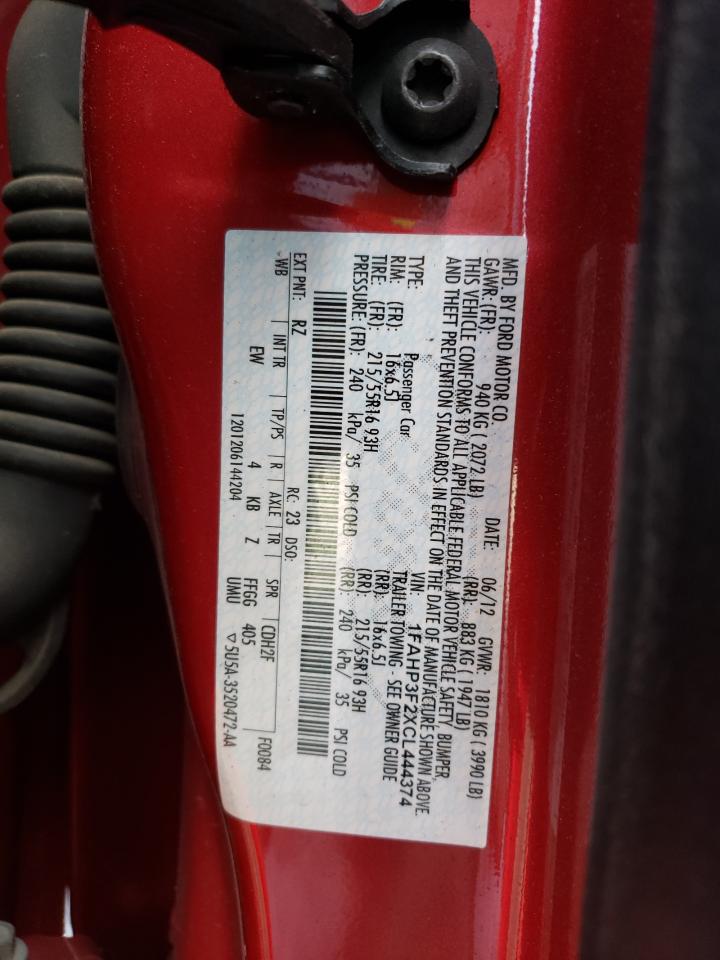 MFD. BY FORD MOTOR CO. DATE: 06/12 GVWR: 1810 KG ( 3990 LB)
GAWR: (FR): 940 KG ( 2072 LB) (RR): 883 KG ( 1947 LB)
THIS VEHICLE CONFORMS TO ALL APPLICABLE FEDERAL MOTOR VEHICLE SAFETY, BUMPER,
AND THEFT PREVENTION STANDARDS IN EFFECT ON THE DATE OF MANUFACTURE SHOWN ABOVE.
VIN: 1FAHP3F2XCL444374
TYPE: Passenger Car TRAILER TOWING - SEE OWNER GUIDE
RIM: (FR): 16x6.5J (RR): 16x6.5J
TIRE: (FR): 215/55R16 93H (RR): 215/55R16 93H
PRESSURE: (FR): 240 kPa/ 35 PSI COLD (RR): 240 kPa/ 35 PSI COLD
EXT PNT: RZ RC: 23 DSO: F0084
WB INT TR TP/PS R AXLE TR SPR CDH2F
EW 4 KB Z FFGG 405
UMU
1201206144204 ▽5U5A-3520472-AA